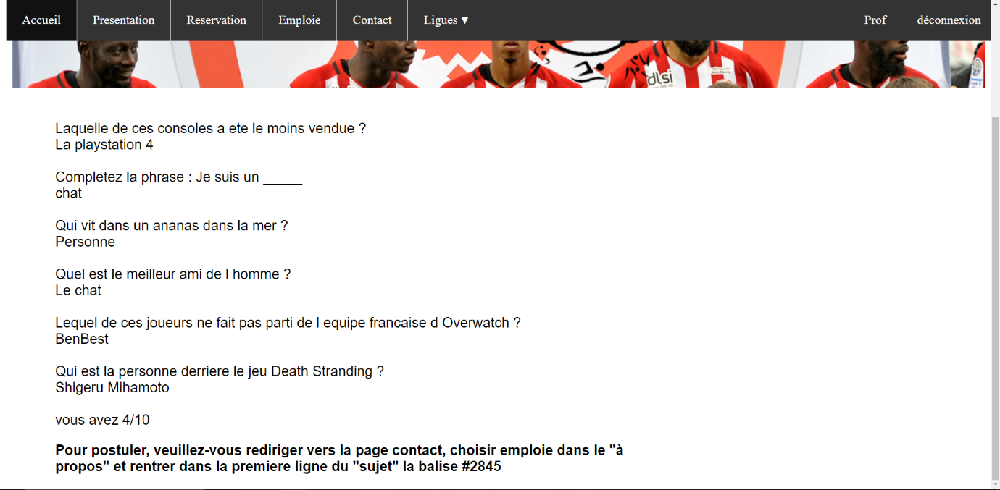 Accueil Presentation Reservation Emploie Contact Ligues ▼ Prof déconnexion
dlsi
Laquelle de ces consoles a ete le moins vendue ?
La playstation 4
Completez la phrase : Je suis un _____
chat
Qui vit dans un ananas dans la mer ?
Personne
Quel est le meilleur ami de l homme ?
Le chat
Lequel de ces joueurs ne fait pas parti de l equipe francaise d Overwatch ?
BenBest
Qui est la personne derriere le jeu Death Stranding ?
Shigeru Mihamoto
vous avez 4/10
Pour postuler, veuillez-vous rediriger vers la page contact, choisir emploie dans le "à
propos" et rentrer dans la premiere ligne du "sujet" la balise #2845